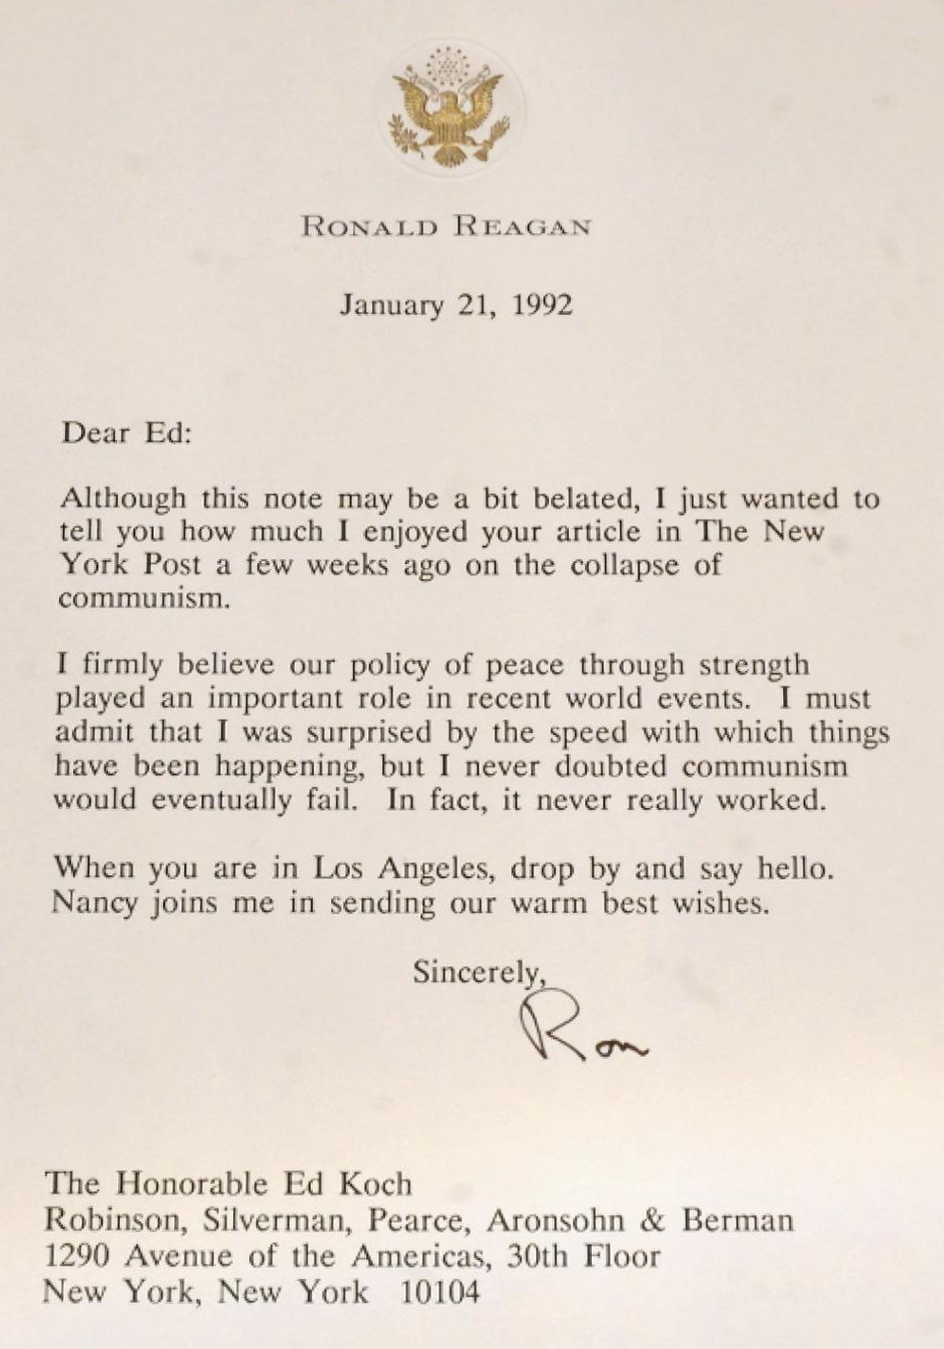 RONALD REAGAN
January 21, 1992
Dear Ed:
Although this note may be a bit belated, I just wanted to
tell you how much I enjoyed your article in The New
York Post a few weeks ago on the collapse of
communism.
I firmly believe our policy of peace through strength
played an important role in recent world events. I must
admit that I was surprised by the speed with which things
have been happening, but I never doubted communism
would eventually fail. In fact, it never really worked.
When you are in Los Angeles, drop by and say hello.
Nancy joins me in sending our warm best wishes.
Sincerely,
Ron
The Honorable Ed Koch
Robinson, Silverman, Pearce, Aronsohn & Berman
1290 Avenue of the Americas, 30th Floor
New York, New York 10104